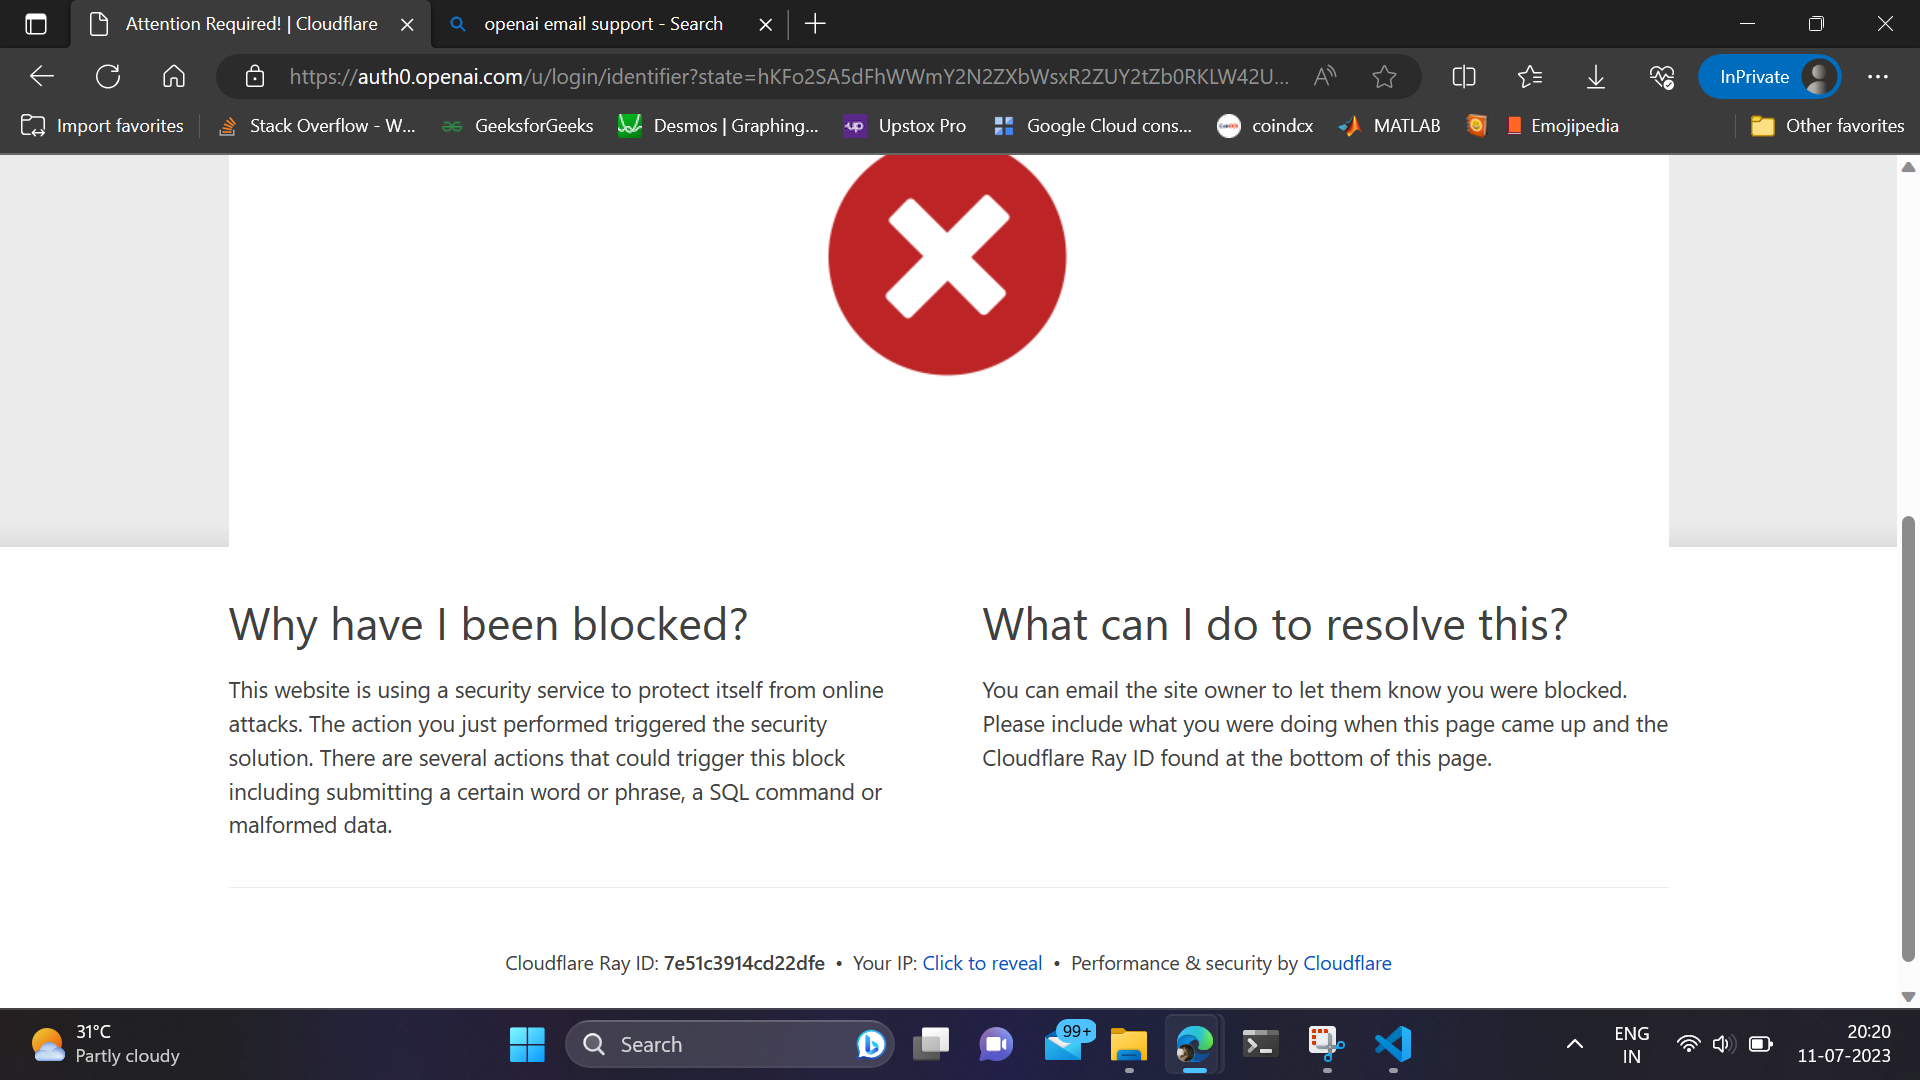 Attention Required! | Cloudflare
openai email support - Search
https://auth0.openai.com/u/login/identifier?state=hKFo2SA5dFhWWmY2N2ZXbWsxR2ZUY2tZb0RKLW42U...
InPrivate
Import favorites
Stack Overflow - W...
GeeksforGeeks
Desmos | Graphing...
up
Upstox Pro
Google Cloud cons...
coindcx
MATLAB
Emojipedia
Other favorites
Why have I been blocked?
This website is using a security service to protect itself from online
attacks. The action you just performed triggered the security
solution. There are several actions that could trigger this block
including submitting a certain word or phrase, a SQL command or
malformed data.
What can I do to resolve this?
You can email the site owner to let them know you were blocked.
Please include what you were doing when this page came up and the
Cloudflare Ray ID found at the bottom of this page.
Cloudflare Ray ID: 7e51c3914cd22dfe • Your IP: Click to reveal • Performance & security by Cloudflare
31°C
Partly cloudy
Search
99+
ENG
IN
20:20
11-07-2023